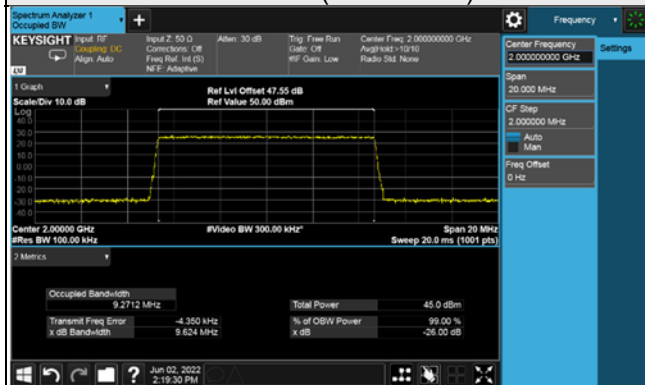 Spectrum Analyzer 1
Occupied BW
Frequency
KEYSIGHT
Input: RF
Coupling: DC
Align: Auto
Input Z: 50 Ω
Corrections: Off
Freq Ref: Int (S)
NFE: Adaptive
Atten: 30 dB
Trig: Free Run
Gate: Off
#IF Gain: Low
Center Freq: 2.000000000 GHz
Avg|Hold:>10/10
Radio Std: None
LXI
Center Frequency
2.000000000 GHz
Settings
Span
20.000 MHz
CF Step
2.000000 MHz
Auto
Man
Freq Offset
0 Hz
1 Graph
Scale/Div 10.0 dB
Ref Lvl Offset 47.55 dB
Ref Value 50.00 dBm
Log
40.0
30.0
20.0
10.0
0.00
-10.0
-20.0
-30.0
-40.0
Center 2.00000 GHz
#Res BW 100.00 kHz
#Video BW 300.00 kHz*
Span 20 MHz
Sweep 20.0 ms (1001 pts)
2 Metrics
Occupied Bandwidth
9.2712 MHz
Total Power 45.0 dBm
Transmit Freq Error -4.350 kHz
% of OBW Power 99.00 %
x dB Bandwidth 9.624 MHz
x dB -26.00 dB
?
Jun 02, 2022
2:19:30 PM